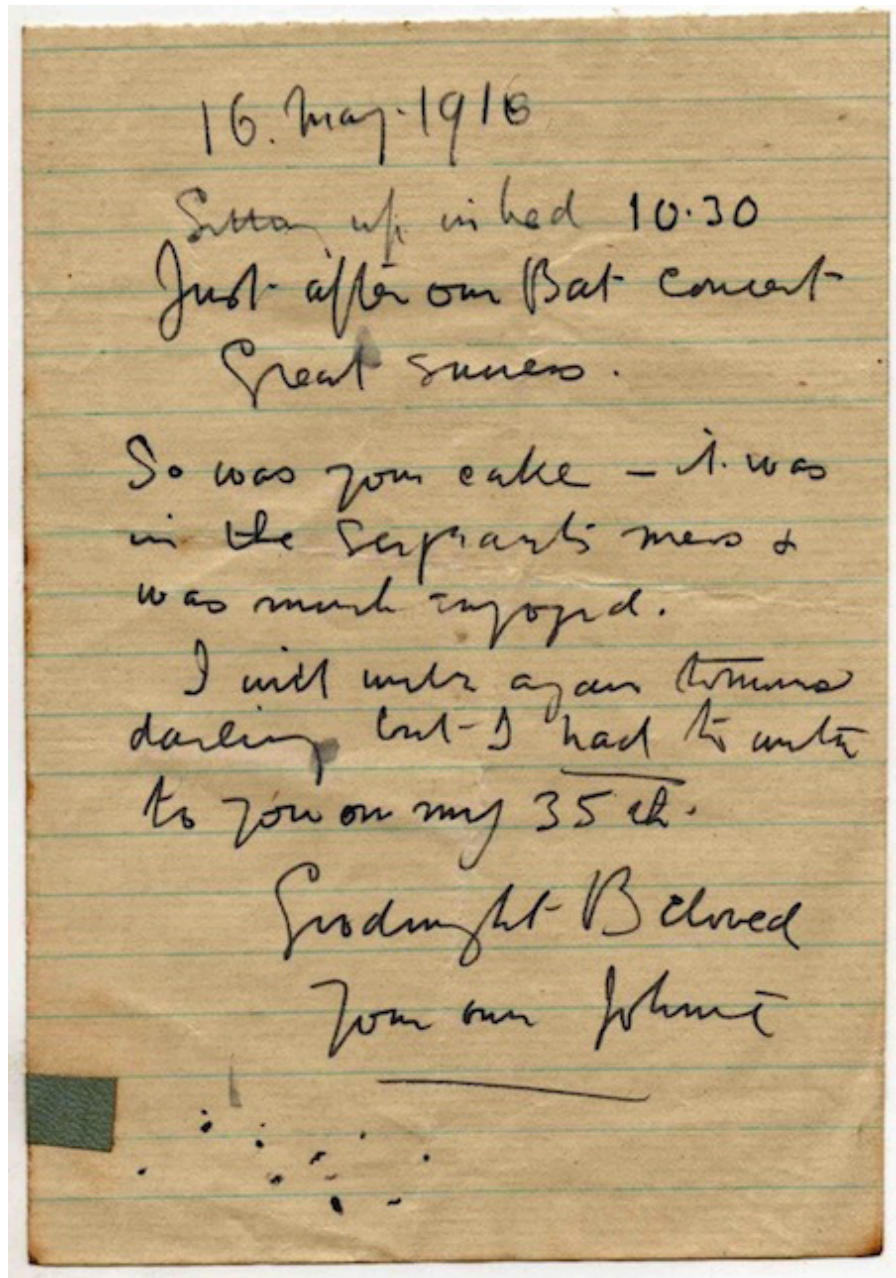 16. May. 1916
Sitting up in bed 10.30
Just after our Bat concert
Great success.
So was your cake – it was
in the Sergeants mess &
was much enjoyed.
I will write again tomorrow
darling but I had to write
to you on my 35th.
Goodnight Beloved
Your own Johnnie